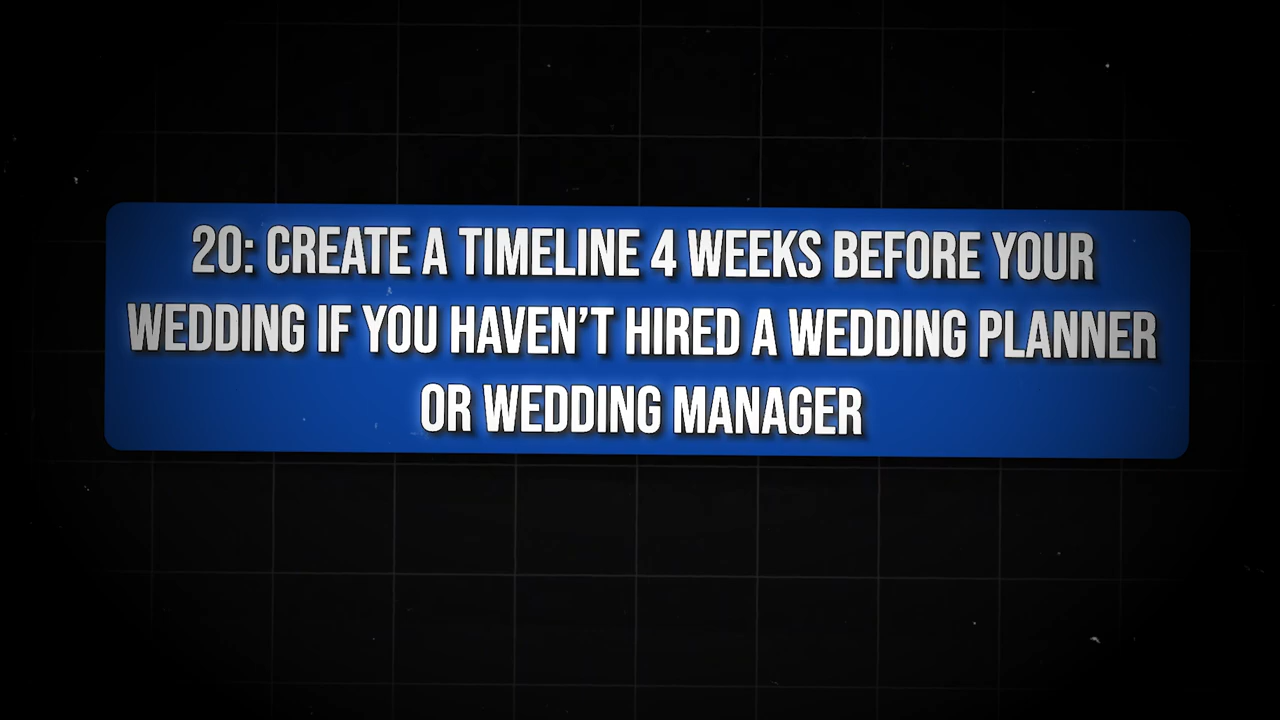 20: CREATE A TIMELINE 4 WEEKS BEFORE YOUR
WEDDING IF YOU HAVEN’T HIRED A WEDDING PLANNER
OR WEDDING MANAGER